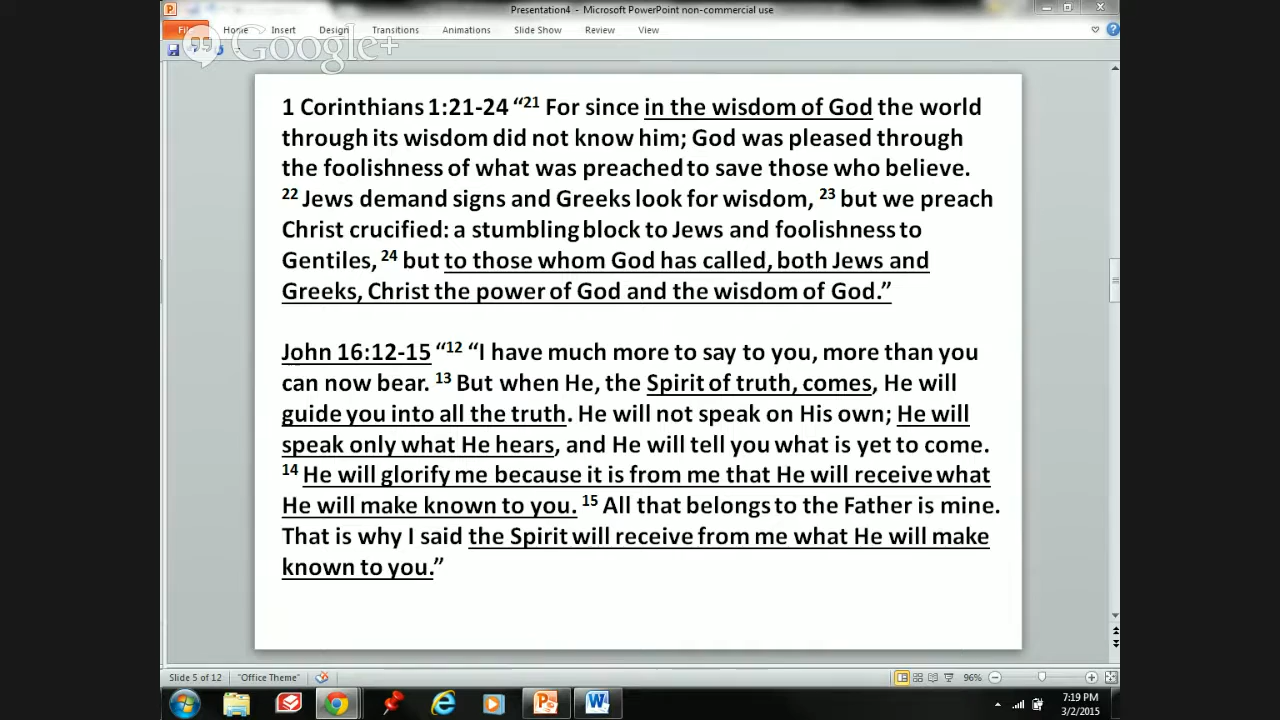 Presentation4 - Microsoft PowerPoint non-commercial use
Home Insert Design Transitions Animations Slide Show Review View
Google+
1 Corinthians 1:21-24 “21 For since in the wisdom of God the world
through its wisdom did not know him; God was pleased through
the foolishness of what was preached to save those who believe.
22 Jews demand signs and Greeks look for wisdom, 23 but we preach
Christ crucified: a stumbling block to Jews and foolishness to
Gentiles, 24 but to those whom God has called, both Jews and
Greeks, Christ the power of God and the wisdom of God.”
John 16:12-15 “12 “I have much more to say to you, more than you
can now bear. 13 But when He, the Spirit of truth, comes, He will
guide you into all the truth. He will not speak on His own; He will
speak only what He hears, and He will tell you what is yet to come.
14 He will glorify me because it is from me that He will receive what
He will make known to you. 15 All that belongs to the Father is mine.
That is why I said the Spirit will receive from me what He will make
known to you.”
Slide 5 of 12 "Office Theme" 96%
7:19 PM
3/2/2015